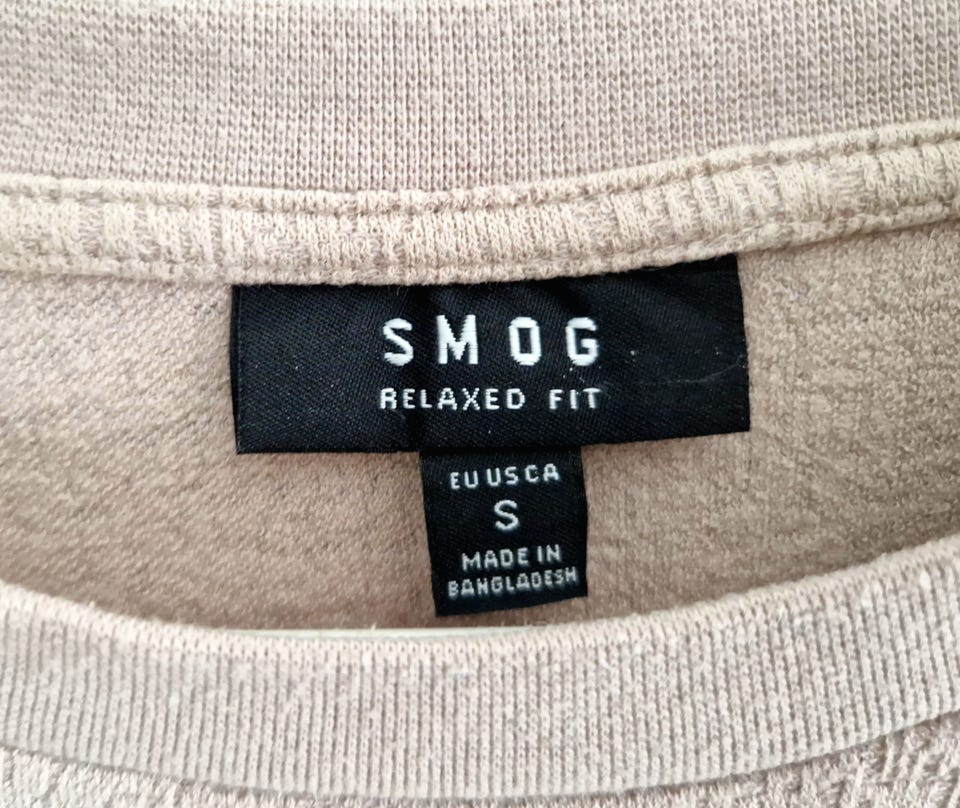 SMOG
RELAXED FIT
EU US CA
S
MADE IN
BANGLADESH